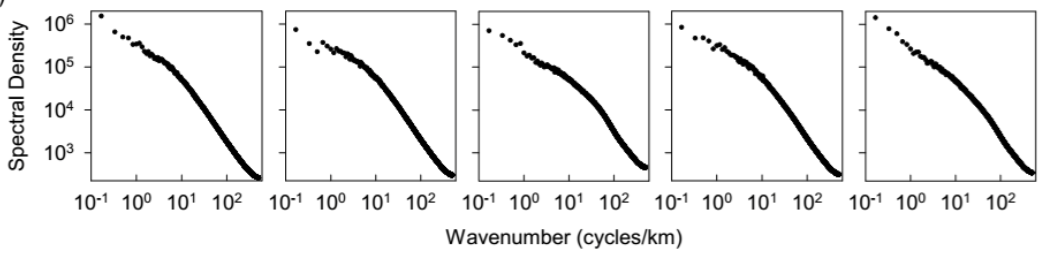 )
10⁶
10⁵
10⁴
10³
Spectral Density
10⁻¹ 10⁰ 10¹ 10² 10⁻¹ 10⁰ 10¹ 10² 10⁻¹ 10⁰ 10¹ 10² 10⁻¹ 10⁰ 10¹ 10² 10⁻¹ 10⁰ 10¹ 10²
Wavenumber (cycles/km)